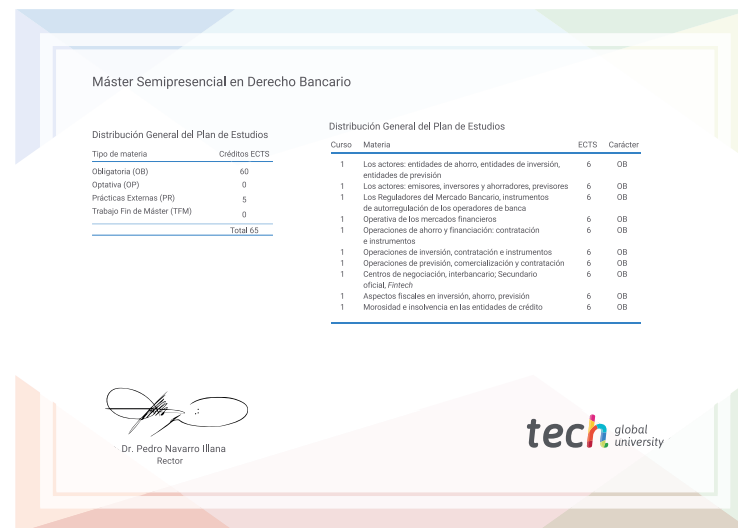 Máster Semipresencial en Derecho Bancario
Distribución General del Plan de Estudios
Tipo de materia Créditos ECTS
Obligatoria (OB) 60
Optativa (OP) 0
Prácticas Externas (PR) 5
Trabajo Fin de Máster (TFM) 0
Total 65
Distribución General del Plan de Estudios
Curso Materia ECTS Carácter
1 Los actores: entidades de ahorro, entidades de inversión, 6 OB
entidades de previsión
1 Los actores: emisores, inversores y ahorradores, previsores 6 OB
1 Los Reguladores del Mercado Bancario, instrumentos 6 OB
de autorregulación de los operadores de banca
1 Operativa de los mercados financieros 6 OB
1 Operaciones de ahorro y financiación: contratación 6 OB
e instrumentos
1 Operaciones de inversión, contratación e instrumentos 6 OB
1 Operaciones de previsión, comercialización y contratación 6 OB
1 Centros de negociación, interbancario; Secundario 6 OB
oficial, Fintech
1 Aspectos fiscales en inversión, ahorro, previsión 6 OB
1 Morosidad e insolvencia en las entidades de crédito 6 OB
Dr. Pedro Navarro Illana
Rector
tech global
university